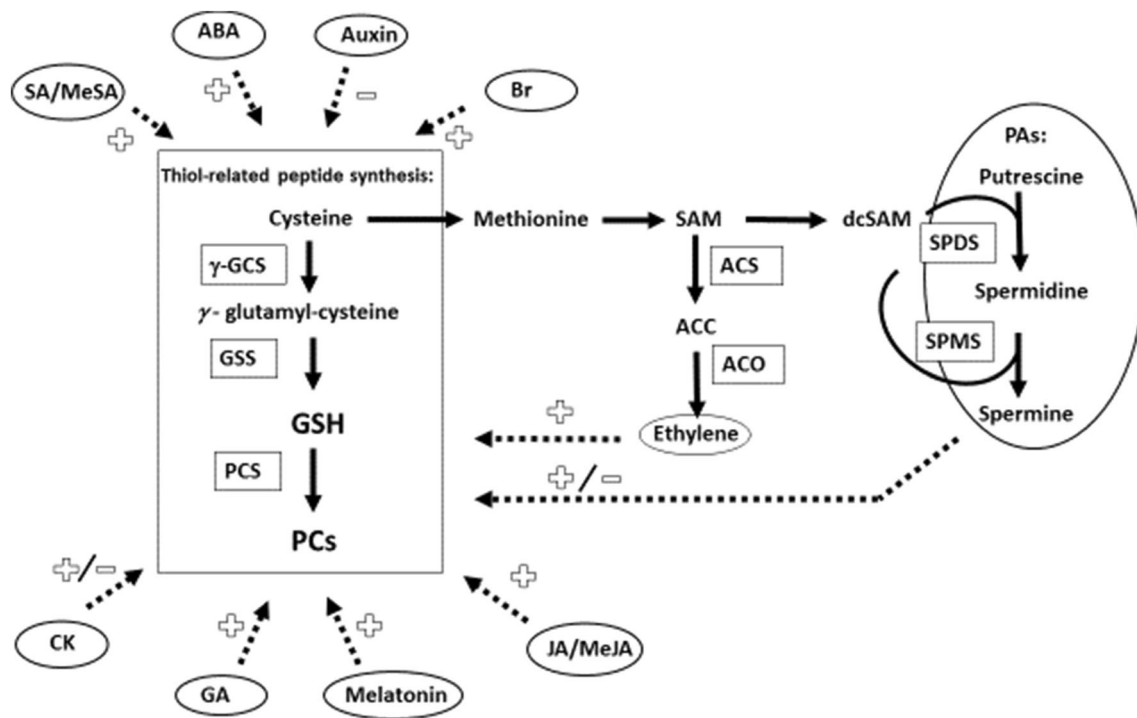 ABA
Auxin
SA/MeSA
Br
+
-
+
+
PAs:
Thiol-related peptide synthesis:
Putrescine
Cysteine
Methionine
SAM
dcSAM
SPDS
γ-GCS
ACS
γ- glutamyl-cysteine
Spermidine
ACC
GSS
SPMS
ACO
GSH
Spermine
+
Ethylene
PCS
+/-
PCs
+/-
+
CK
+
+
JA/MeJA
GA
Melatonin